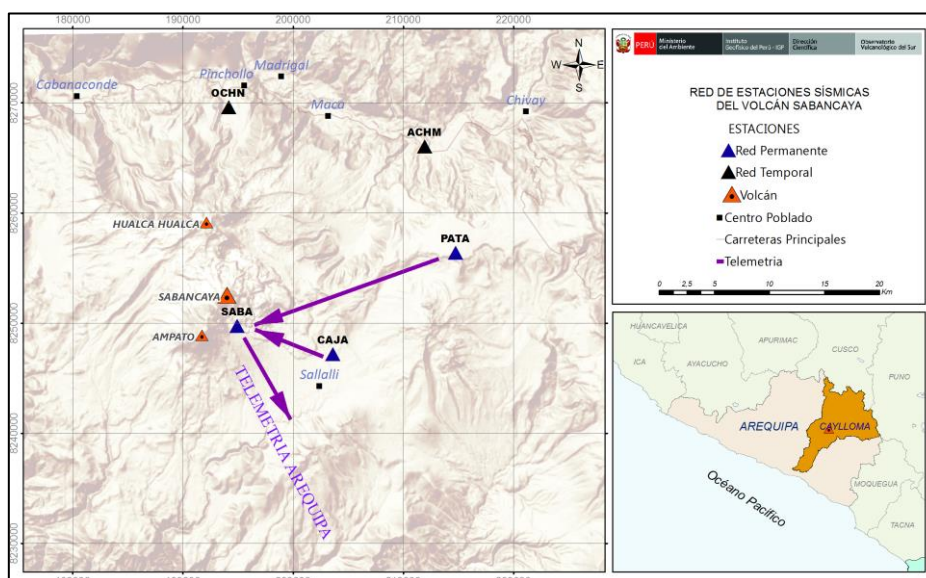 180000 190000 200000 210000 220000
8270000
8260000
8250000
8240000
8230000
N
W E
S
Cabanaconde
Pinchollo
Madrigal
OCHN
Maca
Chivay
ACHM
HUALCA HUALCA
PATA
SABANCAYA
SABA
AMPATO
CAJA
Sallalli
TELEMETRIA AREQUIPA
PERÚ
Ministerio
del Ambiente
Instituto
Geofísico del Perú - IGP
Dirección
Científica
Observatorio
Vulcanológico del Sur
RED DE ESTACIONES SÍSMICAS
DEL VOLCÁN SABANCAYA
ESTACIONES
Red Permanente
Red Temporal
Volcán
Centro Poblado
Carreteras Principales
Telemetria
0 2.5 5 10 15 20
Km
HUANCAVELICA
APURIMAC
CUSCO
ICA
AYACUCHO
PUNO
AREQUIPA
CAYLLOMA
MOQUEGUA
Océano Pacífico
TACNA